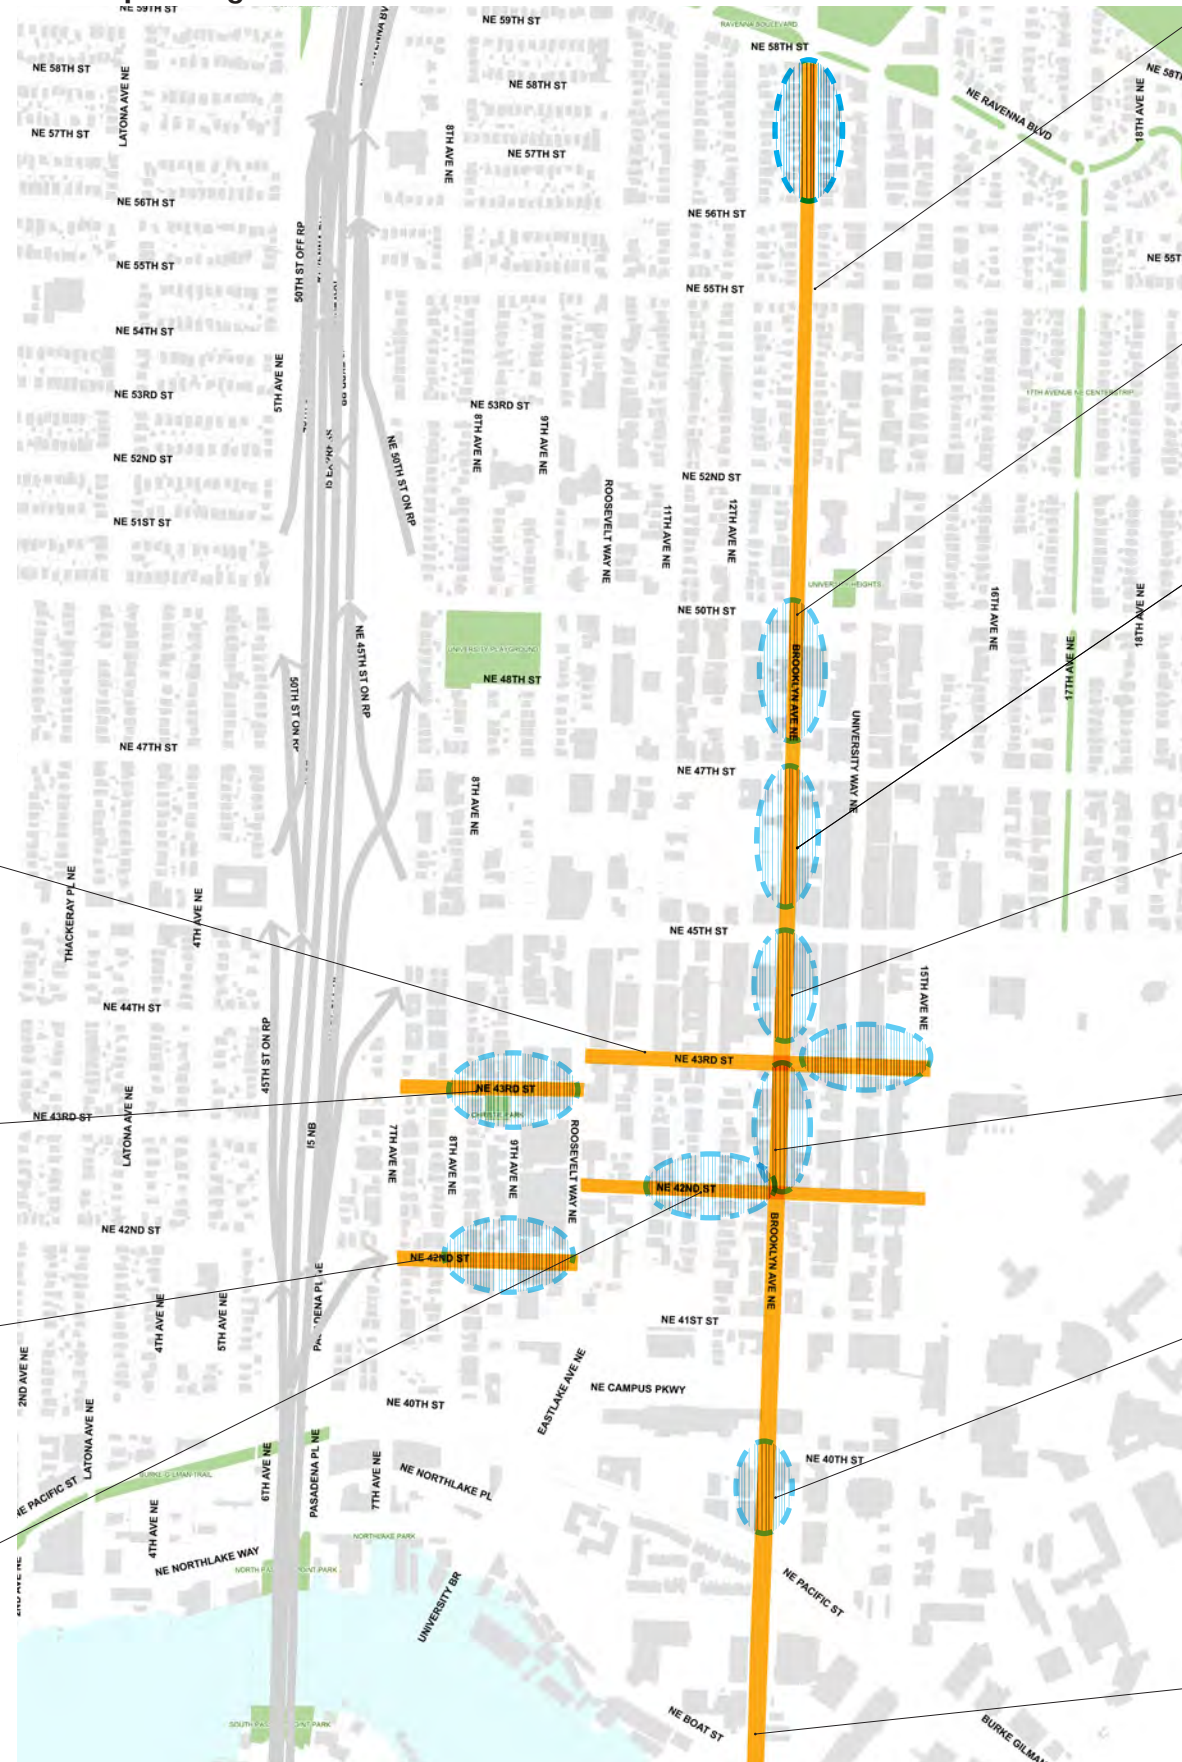 NE 59TH ST
NE 59TH ST
RAVENNA BOULEVARD
NE 58TH ST
NE 58TH ST
LATONA AVE NE
NE 58TH ST
NE 58T
18TH AVE NE
NE RAVENNA BLVD
NE 57TH ST
8TH AVE NE
NE 57TH ST
NE 56TH ST
NE 56TH ST
50TH ST OFF RP
NE 55TH ST
NE 55T
NE 55TH ST
NE 54TH ST
5TH AVE NE
NE 53RD ST
NE 53RD ST
17TH AVENUE NE CENTERSTRIP
8TH AVE NE
9TH AVE NE
NE 52ND ST
I5 EXPRESS
NE 50TH ST ON RP
NE 52ND ST
ROOSEVELT WAY NE
11TH AVE NE
12TH AVE NE
NE 51ST ST
UNIVERSITY HEIGHTS
NE 50TH ST
16TH AVE NE
18TH AVE NE
17TH AVE NE
NE 45TH ST ON RP
UNIVERSITY PLAYGROUND
BROOKLYN AVE NE
NE 48TH ST
50TH ST ON RP
NE 47TH ST
UNIVERSITY WAY NE
NE 47TH ST
8TH AVE NE
THACKERAY PL NE
4TH AVE NE
NE 45TH ST
15TH AVE NE
NE 44TH ST
45TH ST ON RP
NE 43RD ST
NE 43RD ST
CHRISTIE PARK
NE 43RD ST
LATONA AVE NE
I5 NB
7TH AVE NE
8TH AVE NE
9TH AVE NE
ROOSEVELT WAY NE
NE 42ND ST
NE 42ND ST
BROOKLYN AVE NE
NE 42ND ST
4TH AVE NE
5TH AVE NE
NE 41ST ST
2ND AVE NE
LATONA AVE NE
EASTLAKE AVE NE
NE CAMPUS PKWY
NE 40TH ST
NE 40TH ST
BURKE-GILMAN TRAIL
6TH AVE NE
PASADENA PL NE
7TH AVE NE
NE NORTHLAKE PL
NE PACIFIC ST
4TH AVE NE
NORTHLAKE PARK
NE NORTHLAKE WAY
2ND AVE NE
UNIVERSITY BR
NE PACIFIC ST
NE BOAT ST
BURKE GILMAN